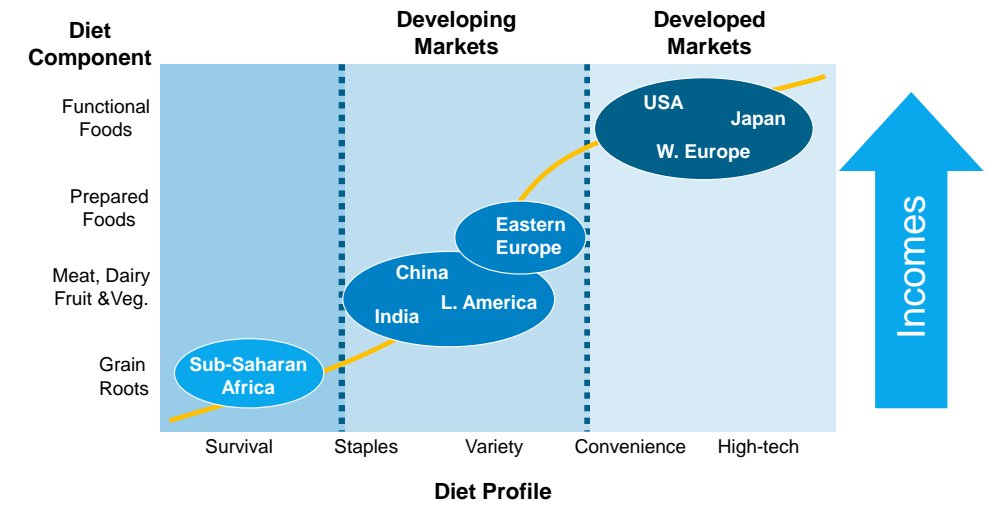 Diet
Component
Developing
Markets
Developed
Markets
Functional
Foods
Prepared
Foods
Meat, Dairy
Fruit &Veg.
Grain
Roots
USA
Japan
W. Europe
Eastern
Europe
China
L. America
India
Sub-Saharan
Africa
Incomes
Survival
Staples
Variety
Convenience
High-tech
Diet Profile